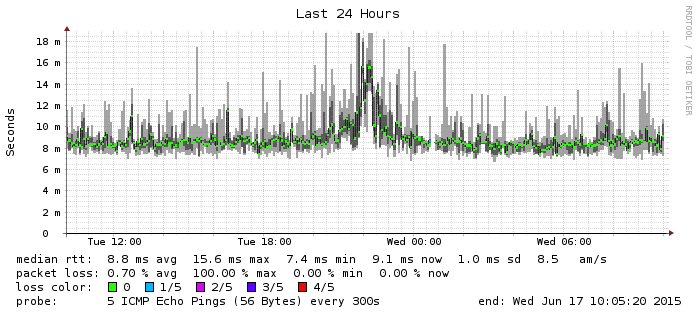 Last 24 Hours
RRDTOOL / TOBI OETIKER
Seconds
18 m
16 m
14 m
12 m
10 m
8 m
6 m
4 m
2 m
0
Tue 12:00 Tue 18:00 Wed 00:00 Wed 06:00
median rtt: 8.8 ms avg 15.6 ms max 7.4 ms min 9.1 ms now 1.0 ms sd 8.5 am/s
packet loss: 0.70 % avg 100.00 % max 0.00 % min 0.00 % now
loss color: 0 1/5 2/5 3/5 4/5
probe: 5 ICMP Echo Pings (56 Bytes) every 300s end: Wed Jun 17 10:05:20 2015